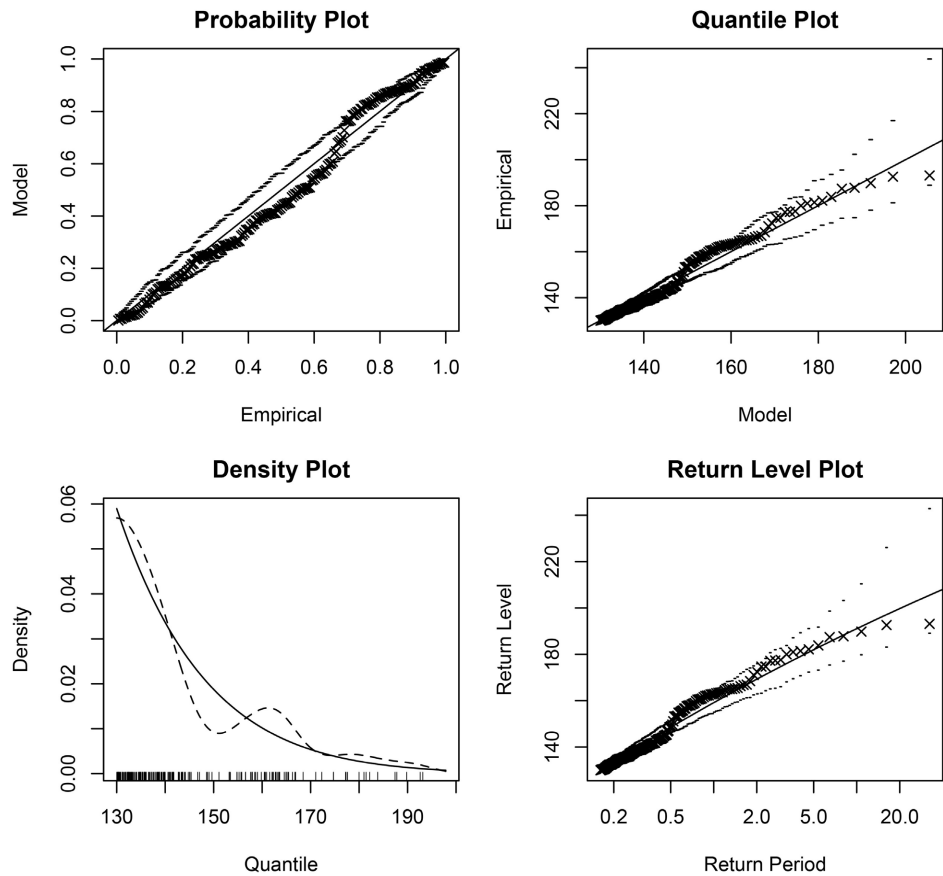 Probability Plot
Model
0.0 0.2 0.4 0.6 0.8 1.0
0.0 0.2 0.4 0.6 0.8 1.0
Empirical
Quantile Plot
Empirical
140 180 220
140 160 180 200
Model
Density Plot
Density
0.00 0.02 0.04 0.06
130 150 170 190
Quantile
Return Level Plot
Return Level
140 180 220
0.2 0.5 2.0 5.0 20.0
Return Period